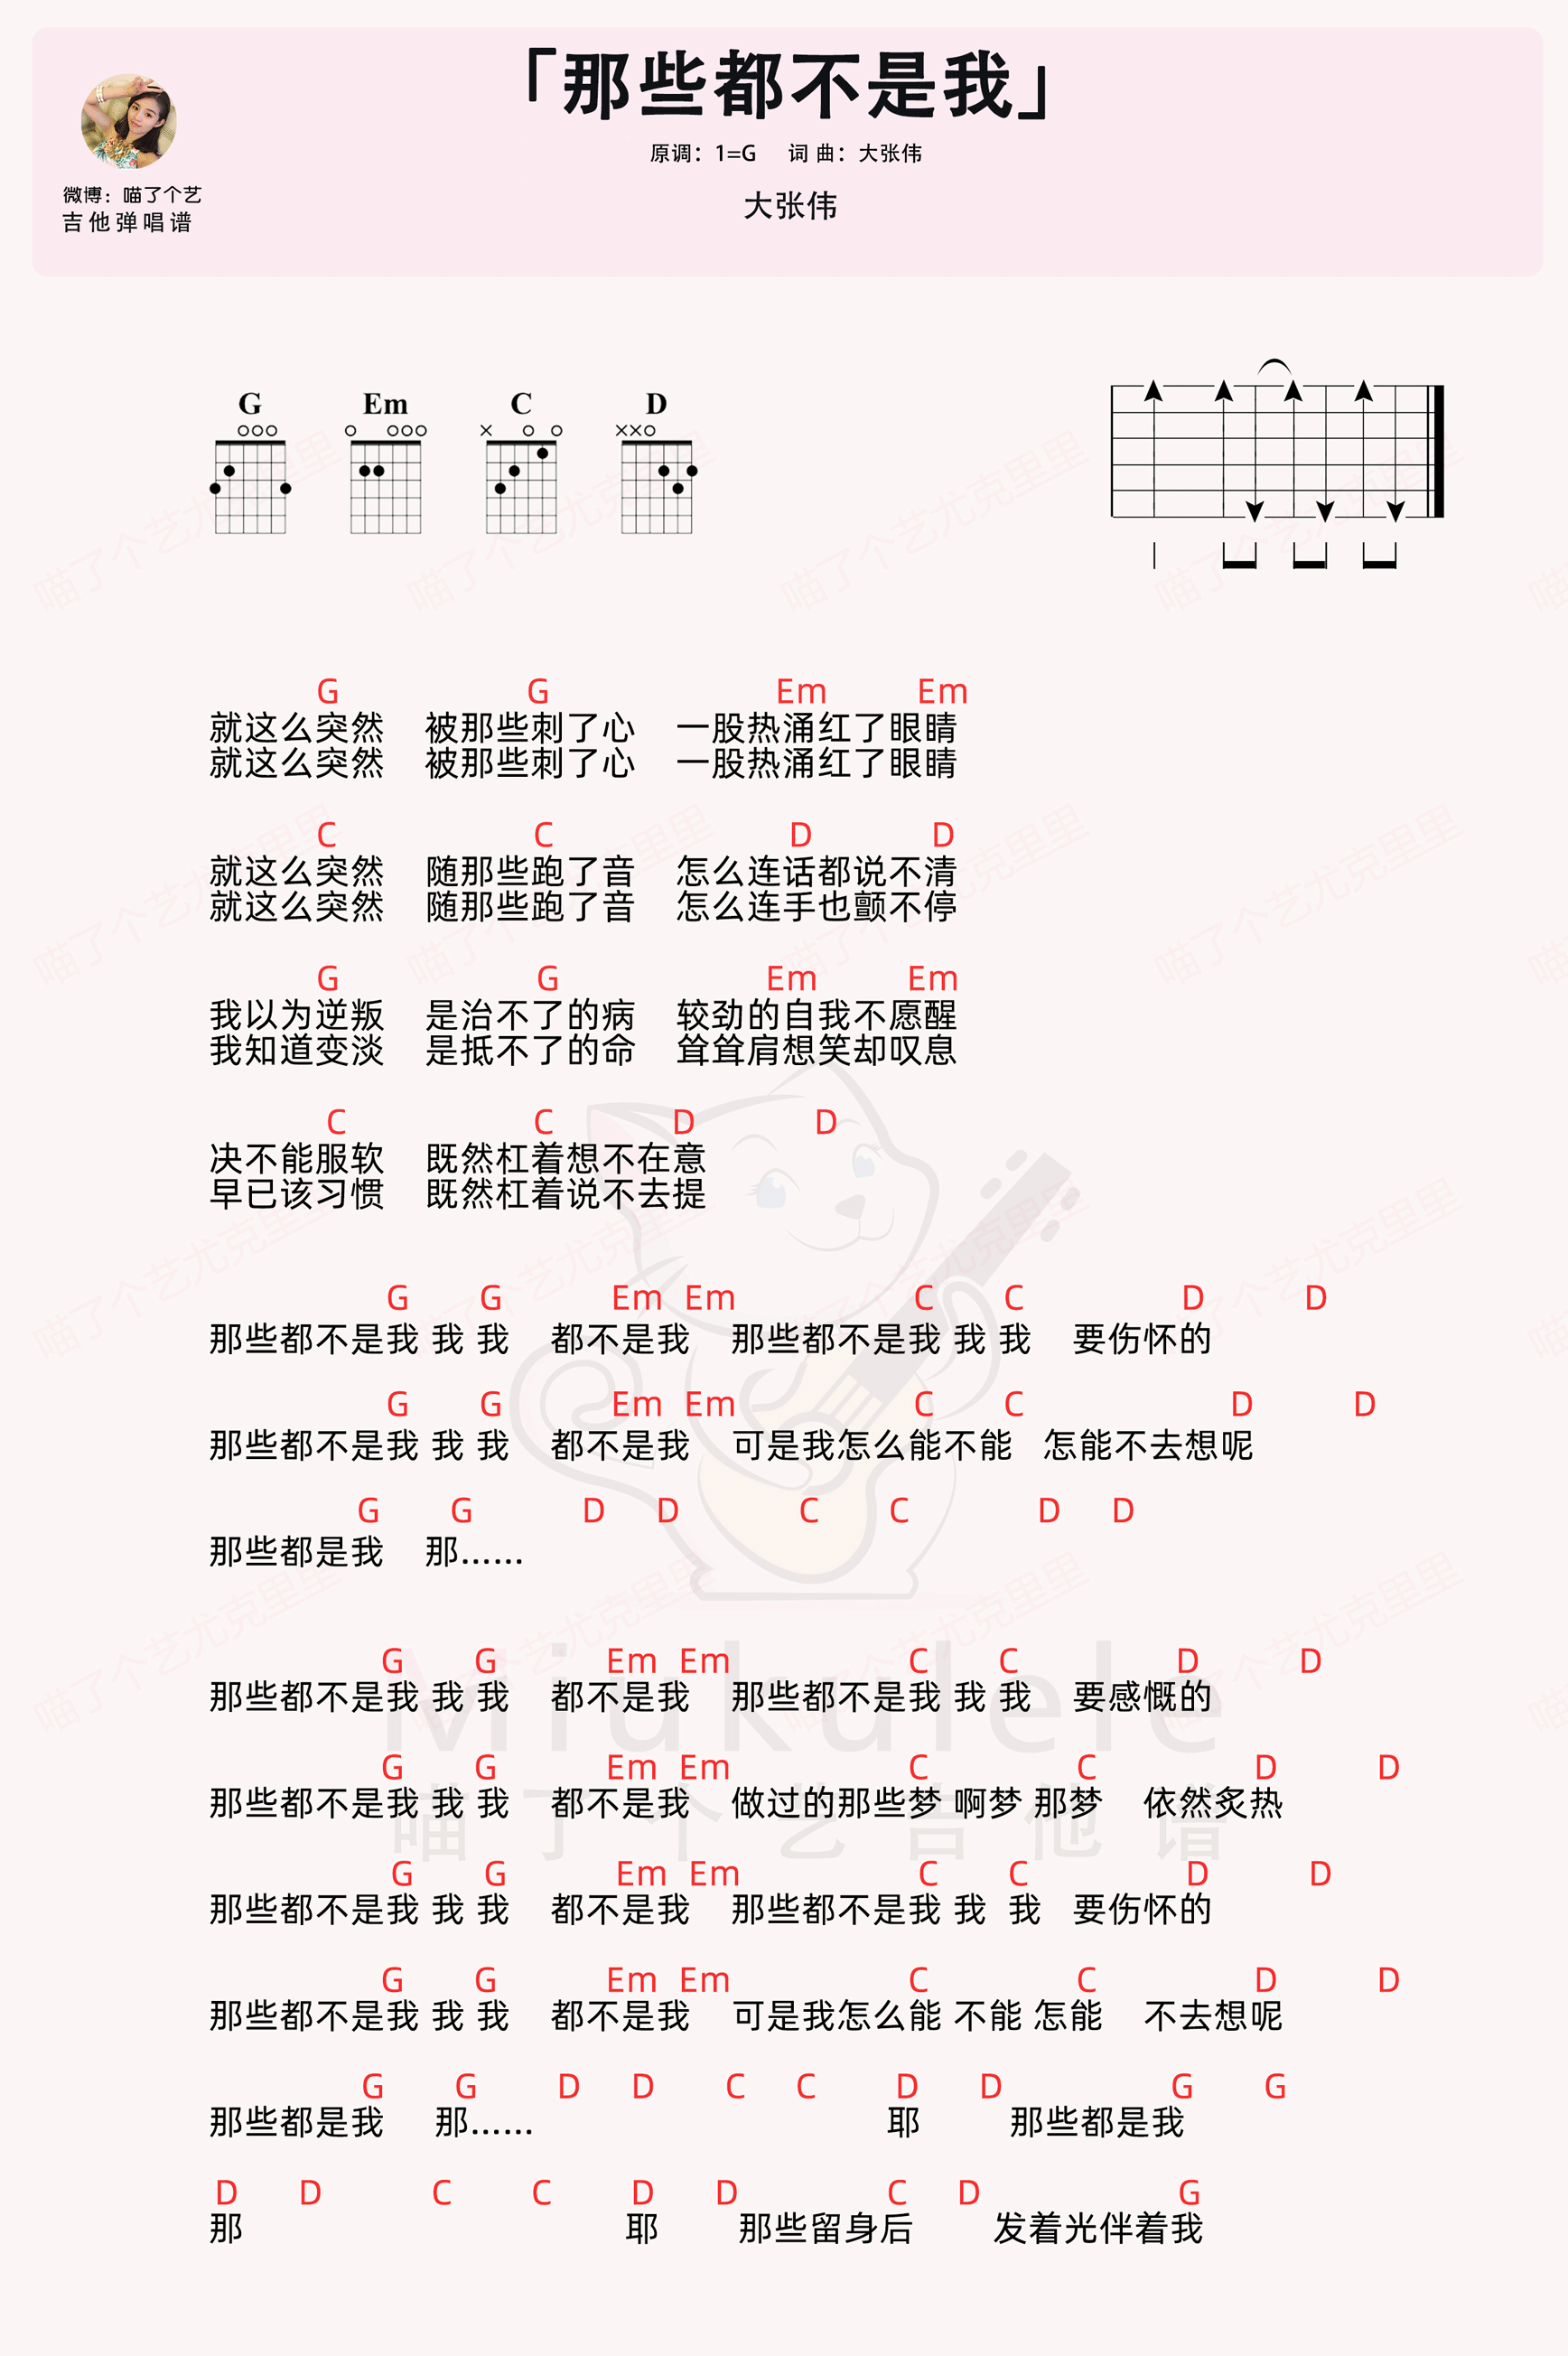 「那些都不是我」
原调：1=G 词 曲：大张伟
大张伟
微博：喵了个艺
吉他弹唱谱
G Em C D
G G Em Em
就这么突然 被那些刺了心 一股热涌红了眼睛
就这么突然 被那些刺了心 一股热涌红了眼睛
C C D D
就这么突然 随那些跑了音 怎么连话都说不清
就这么突然 随那些跑了音 怎么连手也颤不停
G G Em Em
我以为逆叛 是治不了的病 较劲的自我不愿醒
我知道变淡 是抵不了的命 耸耸肩想笑却叹息
C C D D
决不能服软 既然杠着想不在意
早已该习惯 既然杠着说不去提
G G Em Em C C D D
那些都不是我 我 我 都不是我 那些都不是我 我 我 要伤怀的
G G Em Em C C D D
那些都不是我 我 我 都不是我 可是我怎么能不能 怎能不去想呢
G G D D C C D D
那些都是我 那……
G G Em Em C C D D
那些都不是我 我 我 都不是我 那些都不是我 我 我 要感慨的
G G Em Em C C D D
那些都不是我 我 我 都不是我 做过的那些梦 啊梦 那梦 依然炙热
G G Em Em C C D D
那些都不是我 我 我 都不是我 那些都不是我 我 我 要伤怀的
G G Em Em C C D D
那些都不是我 我 我 都不是我 可是我怎么能 不能 怎能 不去想呢
G G D D C C D D G G
那些都是我 那…… 耶 那些都是我
D D C C D D C D G
那 耶 那些留身后 发着光伴着我
Miukulele
喵了个艺吉他谱
喵了个艺尤克里里